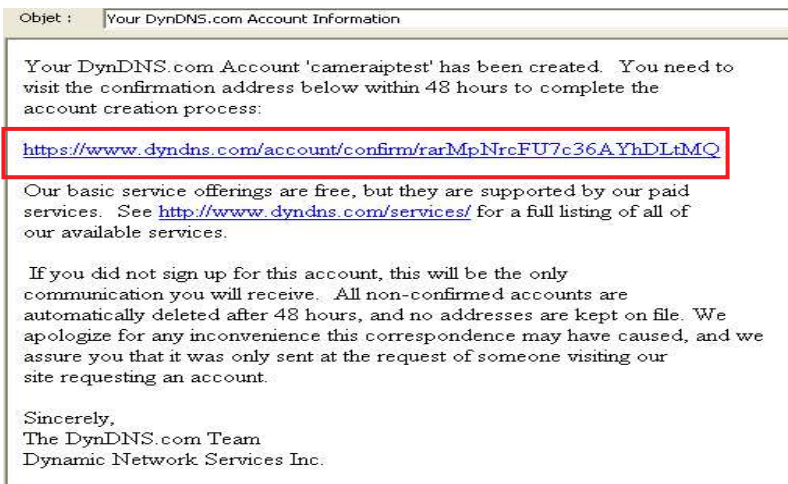 Objet : Your DynDNS.com Account Information
Your DynDNS.com Account 'cameraiptest' has been created. You need to
visit the confirmation address below within 48 hours to complete the
account creation process:
https://www.dyndns.com/account/confirm/rarMpNrcFU7c36AYhDLtMQ
Our basic service offerings are free, but they are supported by our paid
services. See http://www.dyndns.com/services/ for a full listing of all of
our available services.
If you did not sign up for this account, this will be the only
communication you will receive. All non-confirmed accounts are
automatically deleted after 48 hours, and no addresses are kept on file. We
apologize for any inconvenience this correspondence may have caused, and we
assure you that it was only sent at the request of someone visiting our
site requesting an account.
Sincerely,
The DynDNS.com Team
Dynamic Network Services Inc.